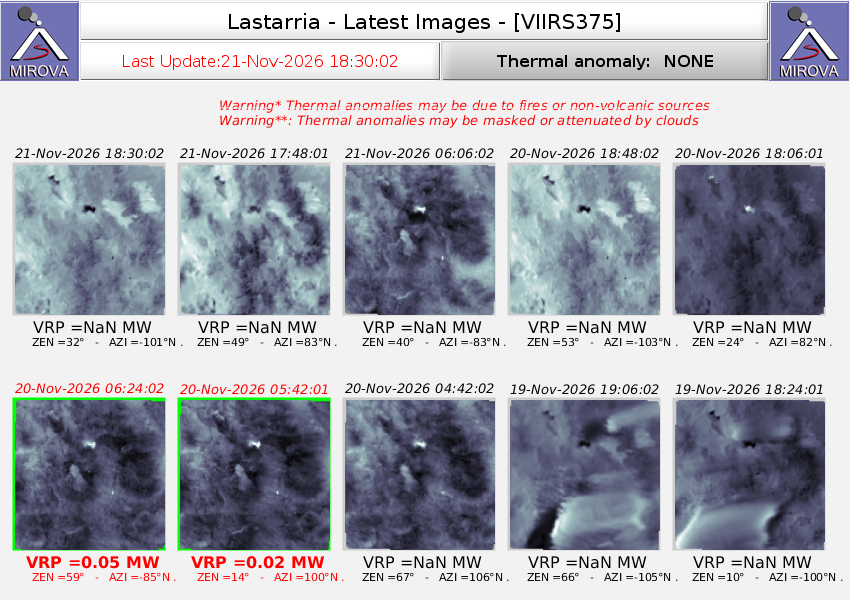 Lastarria - Latest Images - [VIIRS375]
MIROVA
Last Update:21-Nov-2026 18:30:02
Thermal anomaly: NONE
MIROVA
Warning* Thermal anomalies may be due to fires or non-volcanic sources
Warning**: Thermal anomalies may be masked or attenuated by clouds
21-Nov-2026 18:30:02
21-Nov-2026 17:48:01
21-Nov-2026 06:06:02
20-Nov-2026 18:48:02
20-Nov-2026 18:06:01
VRP =NaN MW
VRP =NaN MW
VRP =NaN MW
VRP =NaN MW
VRP =NaN MW
ZEN =32° - AZI =-101°N .
ZEN =49° - AZI =83°N .
ZEN =40° - AZI =-83°N .
ZEN =53° - AZI =-103°N .
ZEN =24° - AZI =82°N .
20-Nov-2026 06:24:02
20-Nov-2026 05:42:01
20-Nov-2026 04:42:02
19-Nov-2026 19:06:02
19-Nov-2026 18:24:01
VRP =0.05 MW
VRP =0.02 MW
VRP =NaN MW
VRP =NaN MW
VRP =NaN MW
ZEN =59° - AZI =-85°N .
ZEN =14° - AZI =100°N .
ZEN =67° - AZI =106°N .
ZEN =66° - AZI =-105°N .
ZEN =10° - AZI =-100°N .